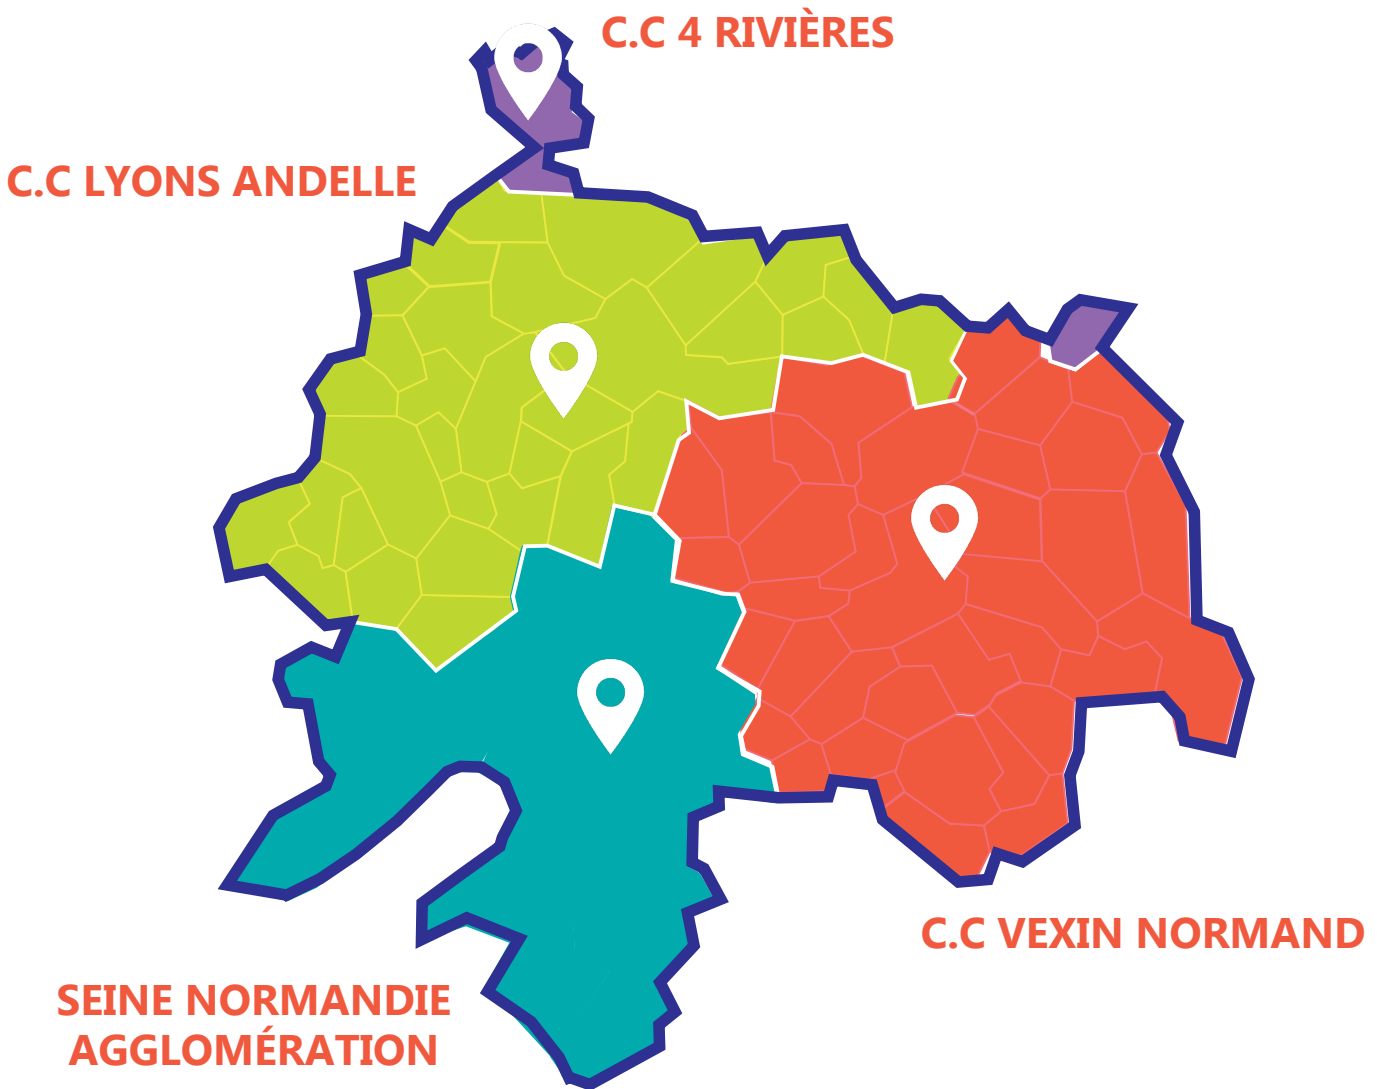 C.C 4 RIVIÈRES
C.C LYONS ANDELLE
C.C VEXIN NORMAND
SEINE NORMANDIE
AGGLOMÉRATION